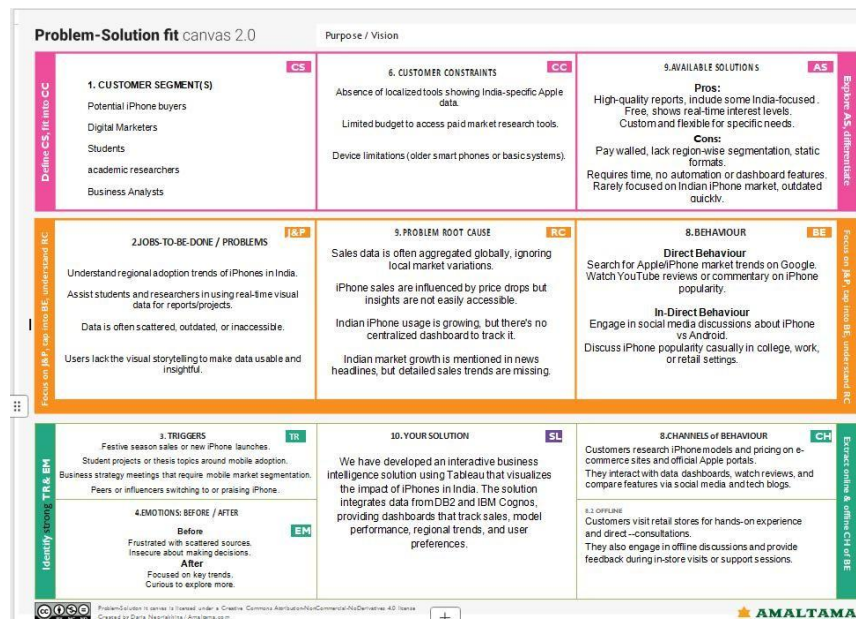 Problem-Solution fit canvas 2.0
Purpose / Vision
Define CS, fit into CC
CS
1. CUSTOMER SEGMENT(S)
Potential iPhone buyers
Digital Marketers
Students
academic researchers
Business Analysts
6. CUSTOMER CONSTRAINTS
CC
Absence of localized tools showing India-specific Apple
data.
Limited budget to access paid market research tools.
Device limitations (older smart phones or basic systems).
9.AVAILABLE SOLUTIONS
AS
Pros:
High-quality reports, include some India-focused .
Free, shows real-time interest levels.
Custom and flexible for specific needs.
Cons:
Pay walled, lack region-wise segmentation, static
formats.
Requires time, no automation or dashboard features.
Rarely focused on Indian iPhone market, outdated
quickly.
Explore AS, differentiate
Focus on J&P, tap into BE, understand RC
J&P
2.JOBS-TO-BE-DONE / PROBLEMS
Understand regional adoption trends of iPhones in India.
Assist students and researchers in using real-time visual
data for reports/projects.
Data is often scattered, outdated, or inaccessible.
Users lack the visual storytelling to make data usable and
insightful.
9.PROBLEM ROOT CAUSE
RC
Sales data is often aggregated globally, ignoring
local market variations.
iPhone sales are influenced by price drops but
insights are not easily accessible.
Indian iPhone usage is growing, but there's no
centralized dashboard to track it.
Indian market growth is mentioned in news
headlines, but detailed sales trends are missing.
8.BEHAVIOUR
BE
Direct Behaviour
Search for Apple/iPhone market trends on Google.
Watch YouTube reviews or commentary on iPhone
popularity.
In-Direct Behaviour
Engage in social media discussions about iPhone
vs Android.
Discuss iPhone popularity casually in college, work,
or retail settings.
Focus on J&P, tap into BE, understand RC
Identify strong TR & EM
3. TRIGGERS
TR
Festive season sales or new iPhone launches.
Student projects or thesis topics around mobile adoption.
Business strategy meetings that require mobile market segmentation.
Peers or influencers switching to or praising iPhone.
4.EMOTIONS: BEFORE / AFTER
EM
Before
Frustrated with scattered sources.
Insecure about making decisions.
After
Focused on key trends.
Curious to explore more.
10.YOUR SOLUTION
SL
We have developed an interactive business
intelligence solution using Tableau that visualizes
the impact of iPhones in India. The solution
integrates data from DB2 and IBM Cognos,
providing dashboards that track sales, model
performance, regional trends, and user
preferences.
8.CHANNELS of BEHAVIOUR
CH
Customers research iPhone models and pricing on e-
commerce sites and official Apple portals.
They interact with data dashboards, watch reviews, and
compare features via social media and tech blogs.
8.2 OFFLINE
Customers visit retail stores for hands-on experience
and direct --consultations.
They also engage in offline discussions and provide
feedback during in-store visits or support sessions.
Extract online & offline CH of BE
Problem-Solution fit canvas is licensed under a Creative Commons Attribution-NonCommercial-NoDerivatives 4.0 license
Created by Daria Nepriakhina / Amaltama.com
AMALTAMA